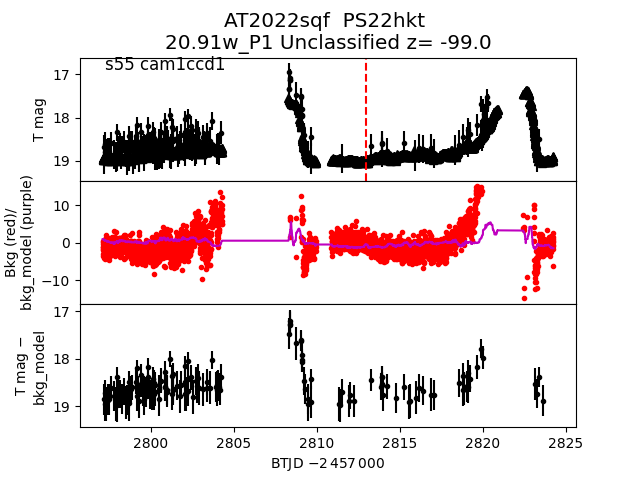 AT2022sqf  PS22hkt
20.91w_P1 Unclassified z= -99.0
s55 cam1ccd1
T mag
17
18
19
Bkg (red)/
bkg_model (purple)
10
0
−10
T mag −
bkg_model
17
18
19
2800 2805 2810 2815 2820 2825
BTJD −2 457 000